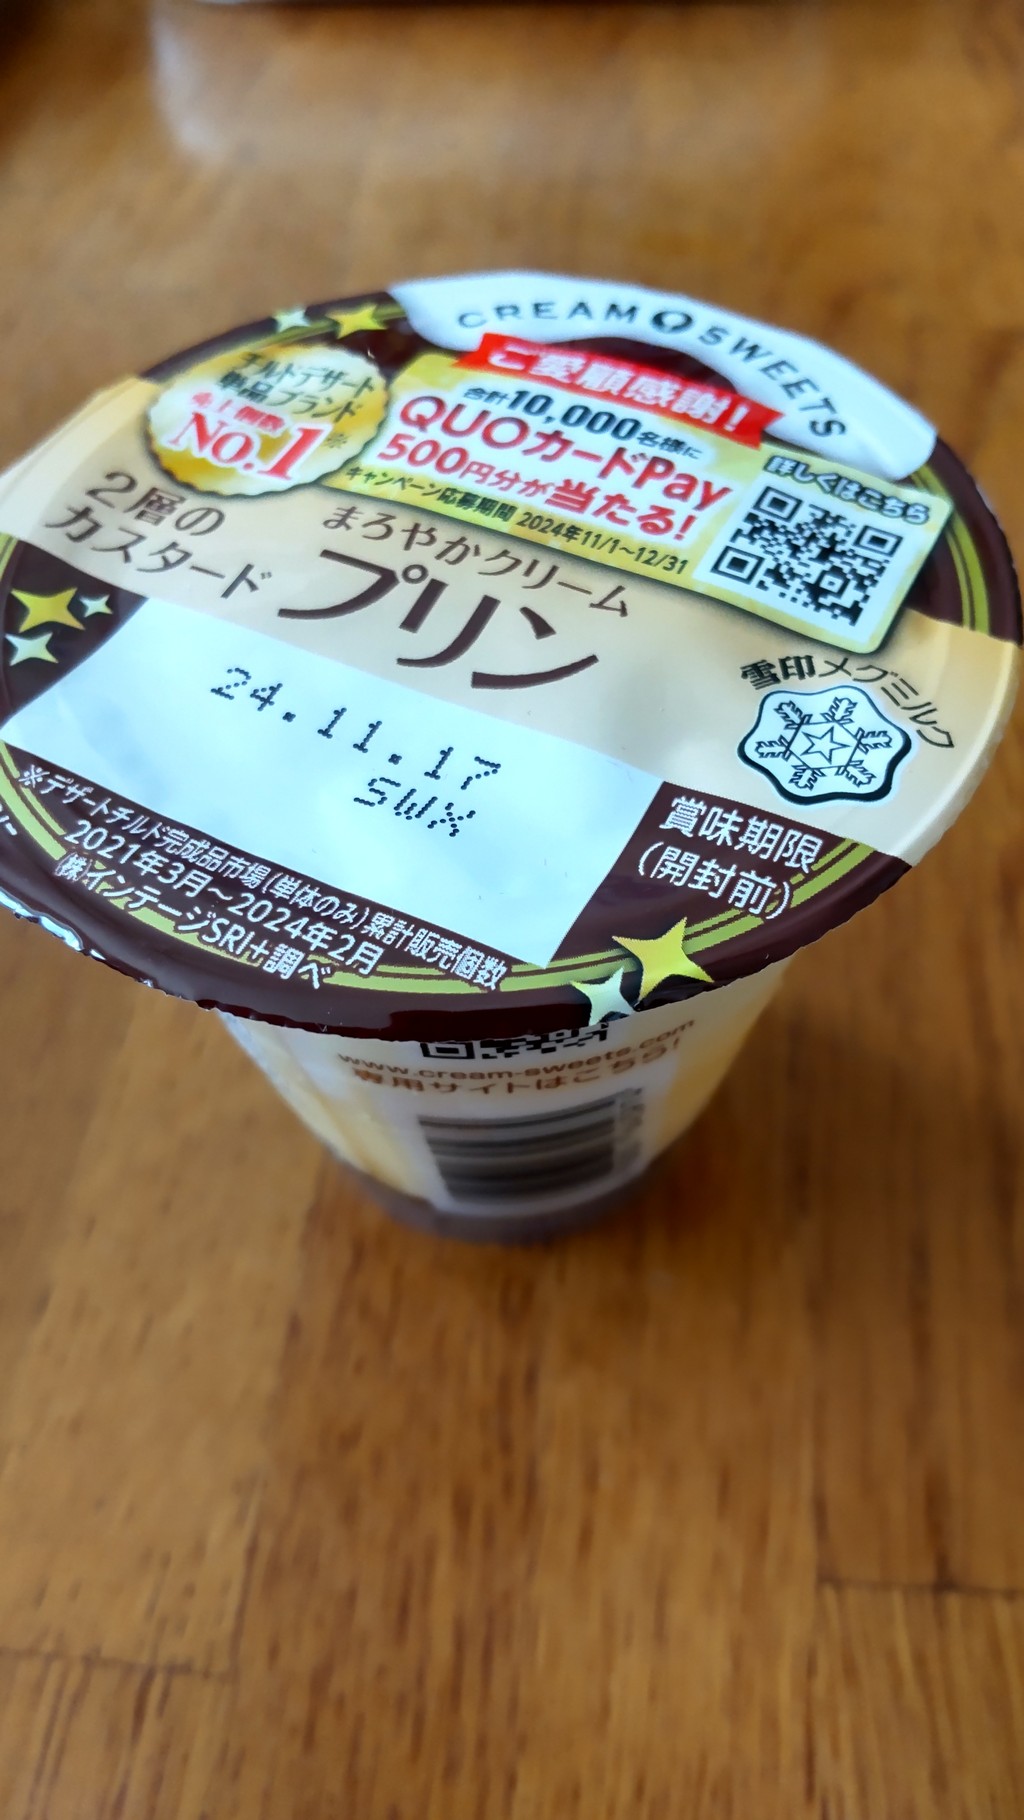 CREAM SWEETS
ご愛顧感謝!
合計10,000名様に
QUOカードPay
500円分が当たる!
キャンペーン応募期間 2024年11/1~12/31
詳しくはこちら
チルドデザート
単品ブランド
売上個数
No.1※
2層の
カスタード
まろやかクリーム
プリン
雪印メグミルク
24.11.17
SWX
賞味期限
(開封前)
※デザートチルド完成品市場(単体のみ)累計販売個数
2021年3月~2024年2月
(株)インテージSRI+調べ
www.cream-sweets.com
専用サイトはこちら!